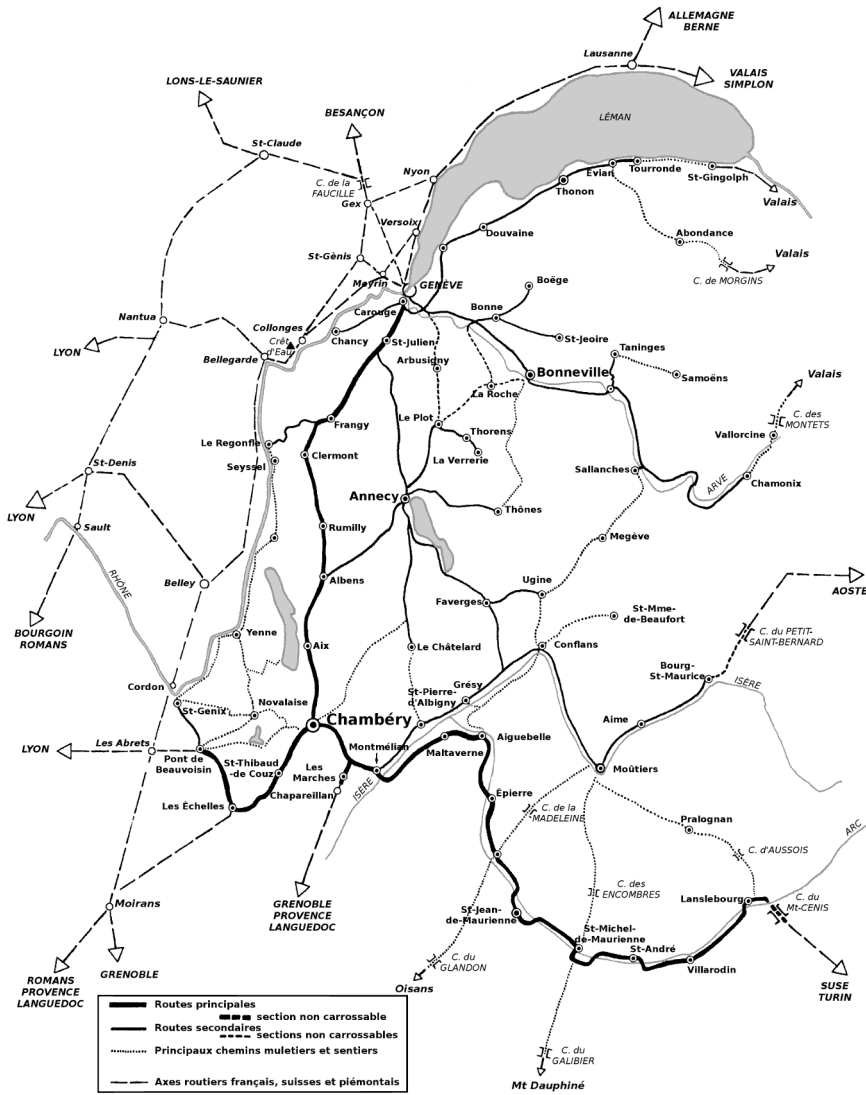 ALLEMAGNE
BERNE
Lausanne
VALAIS
SIMPLON
LONS-LE-SAUNIER
BESANÇON
LÉMAN
St-Claude
Nyon
C. de la
FAUCILLE
Gex
Evian
Tourronde
St-Gingolph
Thonon
Valais
Versoix
Douvaine
Abondance
St-Gènis
Valais
C. de MORGINS
Meyrin
GENÈVE
Boëge
Carouge
Bonne
Nantua
Collonges
Crêt
d'Eau
Chancy
St-Julien
St-Jeoire
LYON
Bellegarde
Arbusigny
Taninges
Bonneville
Samoëns
Valais
La Roche
C. des
MONTETS
Frangy
Le Plot
Thorens
Vallorcine
Le Regonfle
Clermont
La Verrerie
Seyssel
St-Denis
Sallanches
Chamonix
ARVE
Annecy
LYON
Sault
Rumilly
Thônes
Megève
RHÔNE
Belley
Albens
Ugine
AOSTE
Faverges
St-Mme-
de-Beaufort
BOURGOIN
ROMANS
Yenne
C. du PETIT-
SAINT-BERNARD
Aix
Le Châtelard
Conflans
Bourg-
St-Maurice
ISÈRE
Cordon
Grésy
St-Genix
Novalaise
St-Pierre-
d'Albigny
Chambéry
Aime
LYON
Les Abrets
Pont de
Beauvoisin
St-Thibaud
-de Couz
Les
Marches
Montmélian
Maltaverne
Aiguebelle
Moûtiers
Chapareillan
ISÈRE
Les Échelles
Épierre
C. de la
MADELEINE
Pralognan
ARC
C. d'AUSSOIS
Moirans
GRENOBLE
PROVENCE
LANGUEDOC
C. des
ENCOMBRES
Lanslebourg
C. du
Mt-CENIS
St-Jean-
de-Maurienne
St-Michel-
de-Maurienne
St-André
Villarodin
ROMANS
PROVENCE
LANGUEDOC
GRENOBLE
C. du
GLANDON
Oisans
SUSE
TURIN
C. du
GALIBIER
Mt Dauphiné
Routes principales
section non carrossable
Routes secondaires
sections non carrossables
Principaux chemins muletiers et sentiers
Axes routiers français, suisses et piémontais